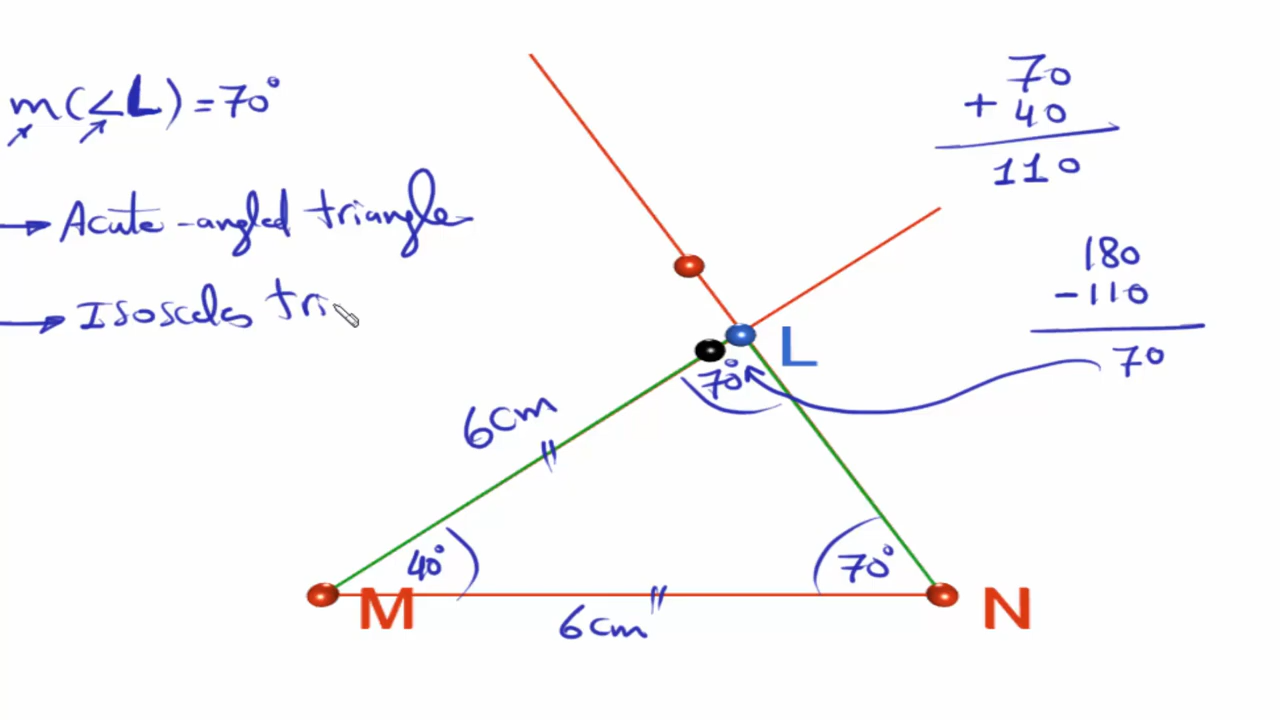 m(∠L) = 70°
→ Acute-angled triangle
→ Isosceles tri
70
+ 40
110
180
- 110
70
L
70°
6cm
40°
70°
M
N
6cm